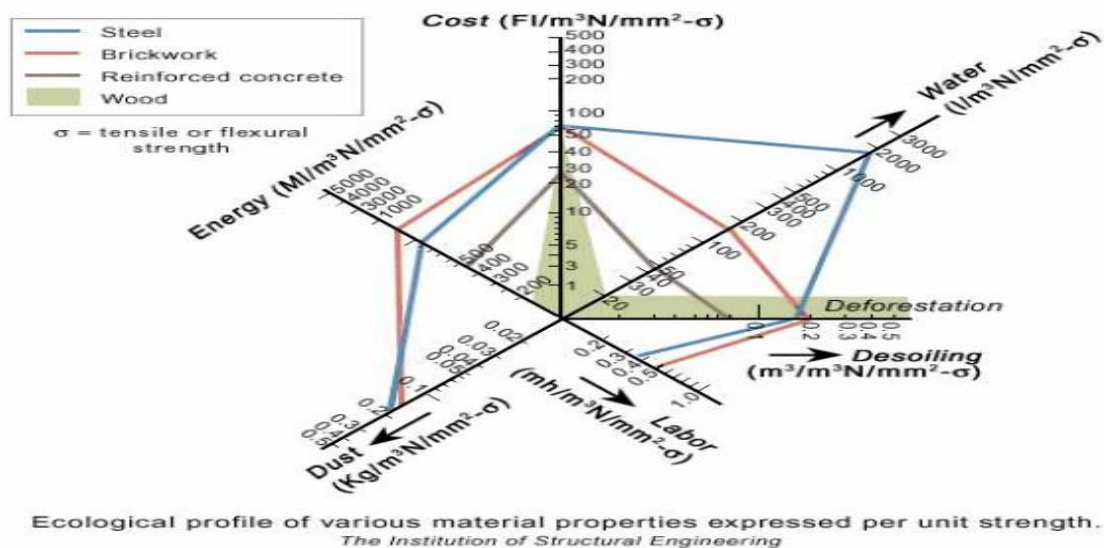 Steel
Brickwork
Reinforced concrete
Wood
σ = tensile or flexural
strength
Cost (Fl/m³N/mm²-σ)
500
400
300
200
100
50
40
30
20
10
5
3
1
Water
(l/m³N/mm²-σ)
3000
2000
1000
500
400
300
200
100
50
40
30
20
Energy (Ml/m³N/mm²-σ)
5000
4000
3000
1000
500
400
300
200
Deforestation
Desoiling
(m³/m³N/mm²-σ)
0.2
0.3
0.4
0.5
Labor
(mh/m³N/mm²-σ)
0.2
1.0
Dust
(Kg/m³N/mm²-σ)
0.02
0.03
0.04
0.05
0.1
Ecological profile of various material properties expressed per unit strength.
The Institution of Structural Engineering